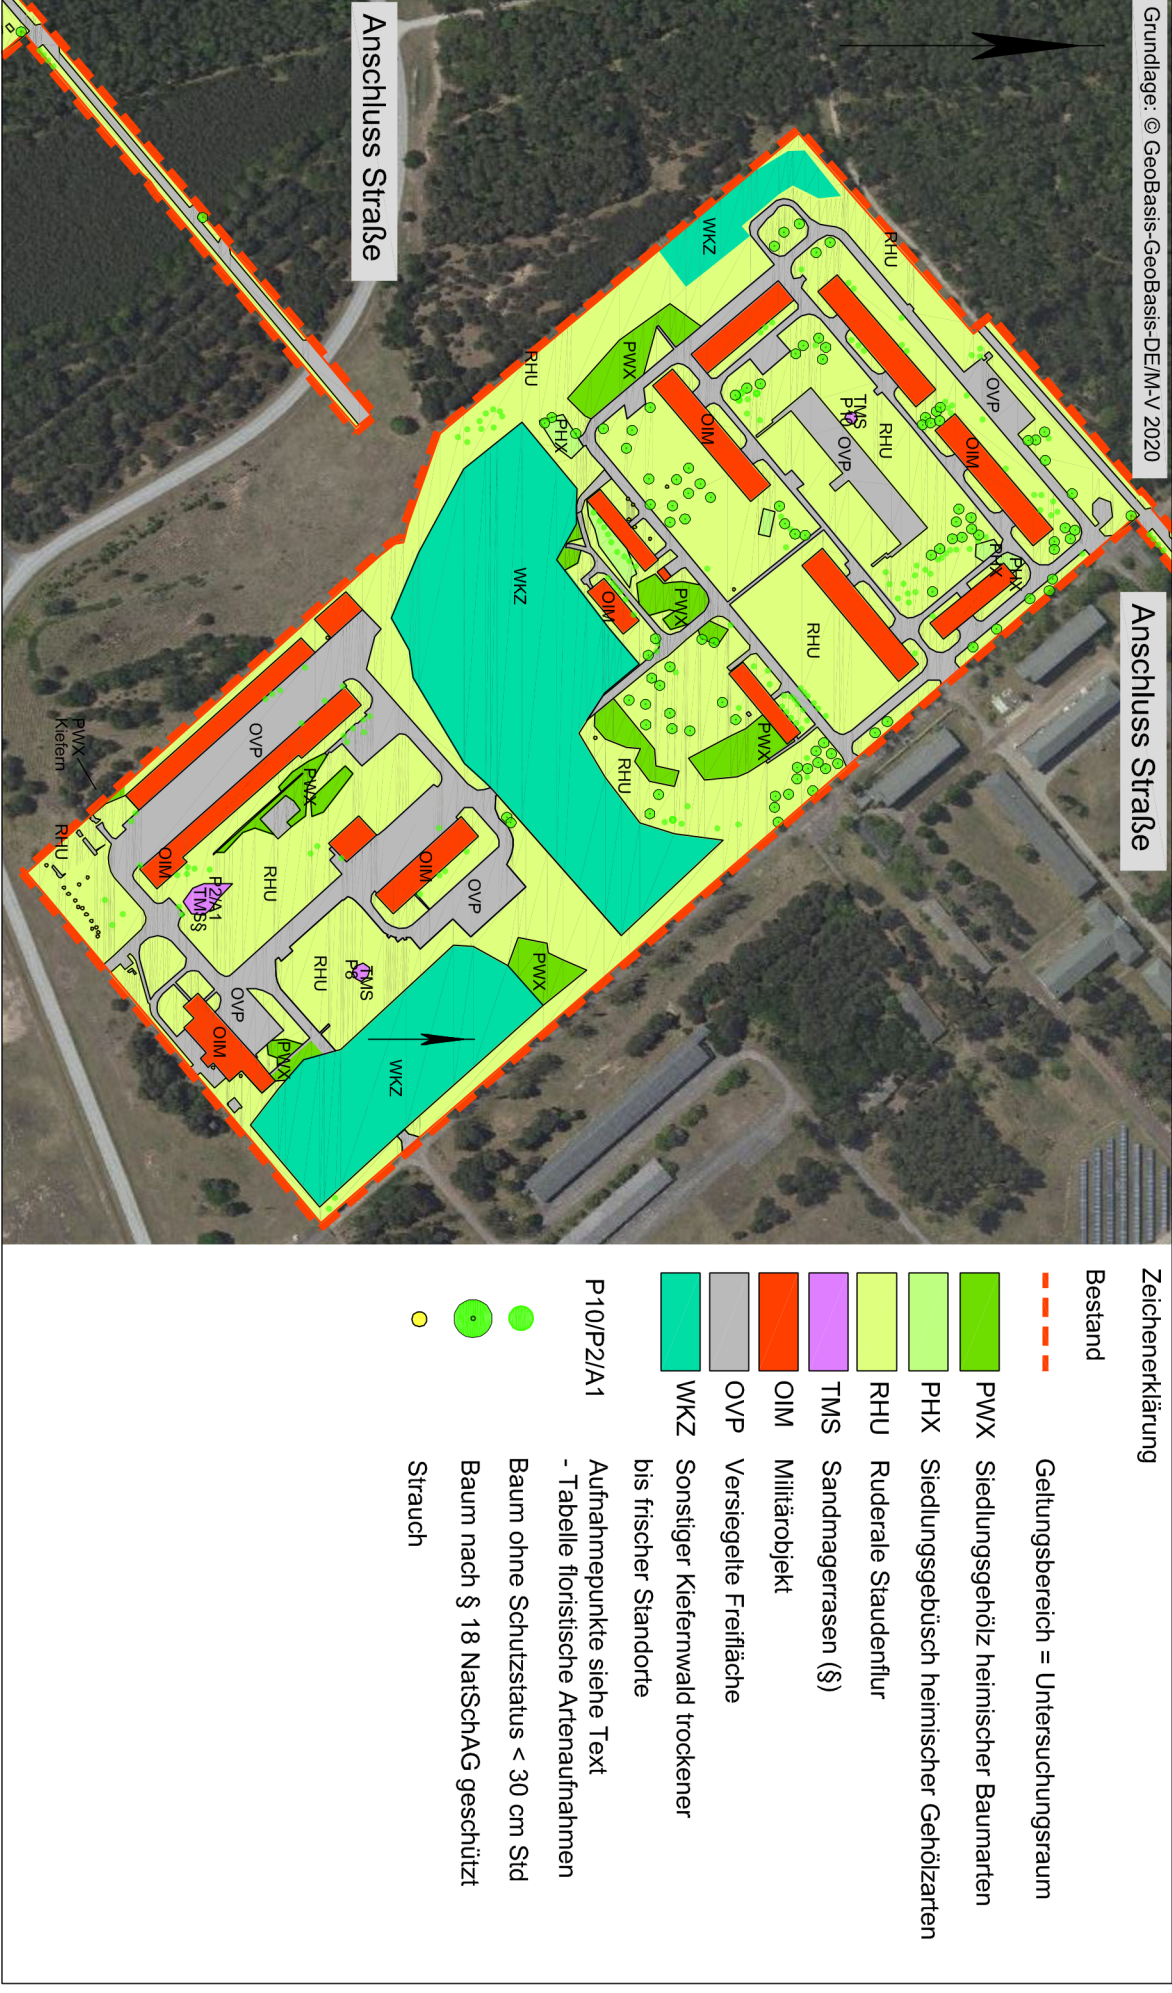 Grundlage: © GeoBasis-GeoBasis-DE/M-V 2020
Anschluss Straße
Anschluss Straße
RHU
WKZ
OVP
PWX
RHU
TMS
RHU
OVP
OIM
OIM
PHX
PHX
PHX
WKZ
OIM
PWX
RHU
PWX
RHU
OVP
PWX
Kiefern
RHU
PWX
OIM
RHU
P2/A1
TMS§
OIM
OVP
PWX
TMS
P8
RHU
OVP
OIM
PWX
WKZ
Zeichenerklärung
Bestand
Geltungsbereich = Untersuchungsraum
PWX Siedlungsgehölz heimischer Baumarten
PHX Siedlungsgebüsch heimischer Gehölzarten
RHU Ruderale Staudenflur
TMS Sandmagerrasen (§)
OIM Militärobjekt
OVP Versiegelte Freifläche
WKZ Sonstiger Kiefernwald trockener
bis frischer Standorte
P10/P2/A1 Aufnahmepunkte siehe Text
- Tabelle floristische Artenaufnahmen
Baum ohne Schutzstatus < 30 cm Std
Baum nach § 18 NatSchAG geschützt
Strauch